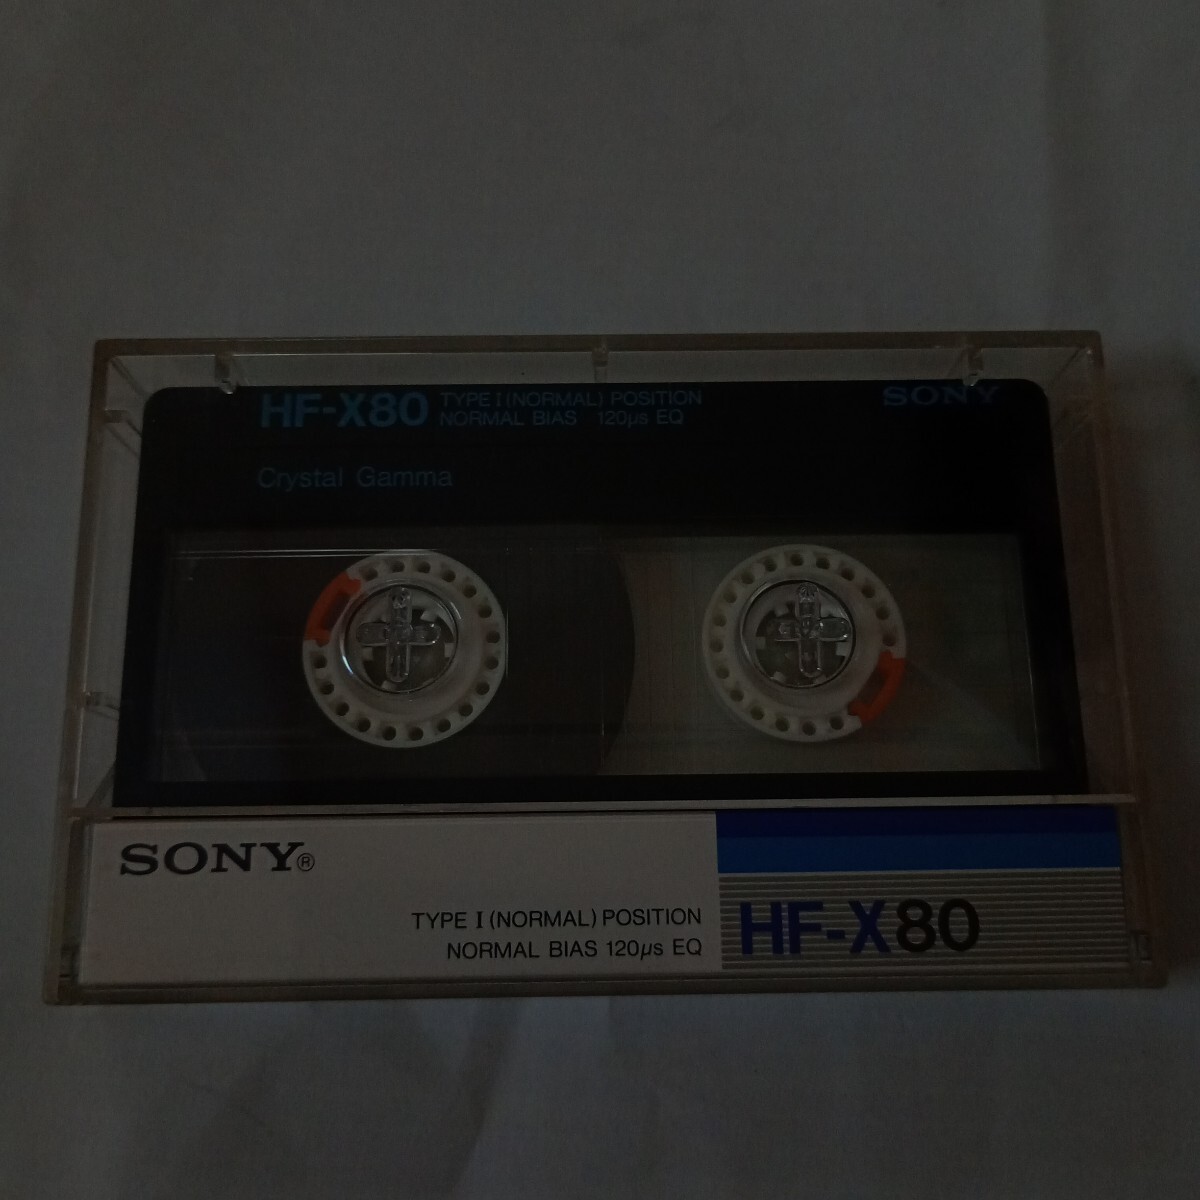 HF-X80 TYPE I (NORMAL) POSITION SONY
NORMAL BIAS 120µs EQ
Crystal Gamma
SONY®
TYPE I (NORMAL) POSITION
NORMAL BIAS 120µs EQ
HF-X80